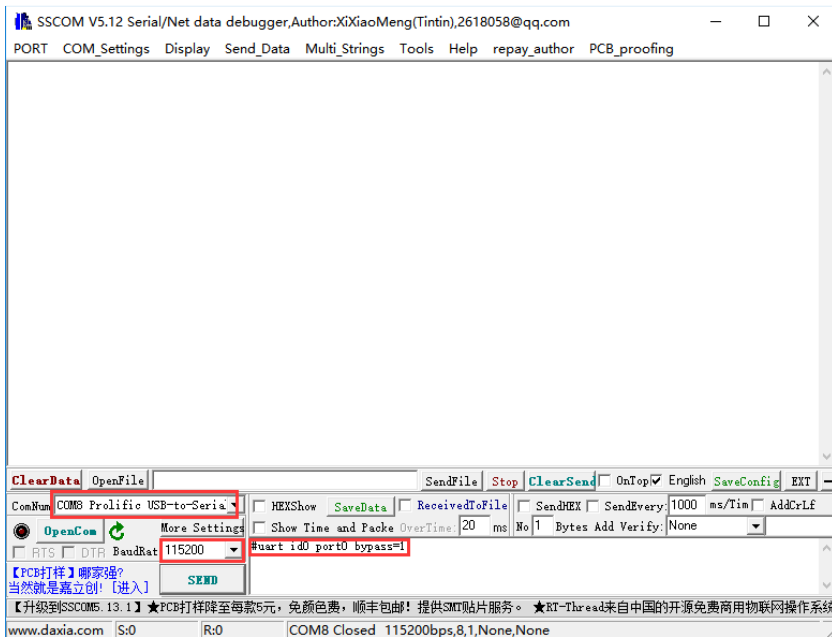 SSCOM V5.12 Serial/Net data debugger,Author:XiXiaoMeng(Tintin),2618058@qq.com
PORT COM_Settings Display Send_Data Multi_Strings Tools Help repay_author PCB_proofing
ClearData OpenFile SendFile Stop ClearSend OnTop English SaveConfig EXT
ComNum COM8 Prolific USB-to-Seria HEXShow SaveData ReceivedToFile SendHEX SendEvery: 1000 ms/Tim AddCrLf
OpenCom More Settings Show Time and Packe OverTime: 20 ms No 1 Bytes Add Verify: None
RTS DTR BaudRat 115200 #uart id0 port0 bypass=1
【PCB打样】哪家强?
当然就是嘉立创! [进入] SEND
【升级到SSCOM5.13.1】★PCB打样降至每款5元，免颜色费，顺丰包邮! 提供SMT贴片服务。 ★RT-Thread来自中国的开源免费商用物联网操作系
www.daxia.com S:0 R:0 COM8 Closed 115200bps,8,1,None,None